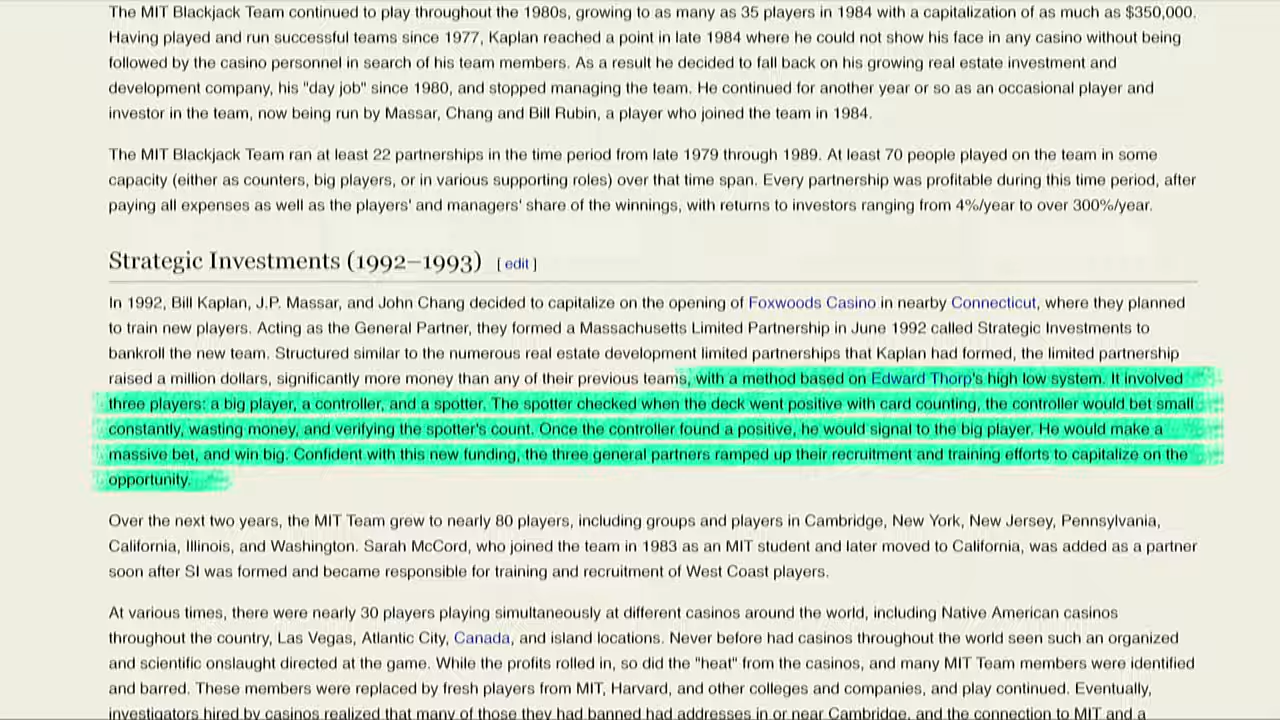 The MIT Blackjack Team continued to play throughout the 1980s, growing to as many as 35 players in 1984 with a capitalization of as much as $350,000.
Having played and run successful teams since 1977, Kaplan reached a point in late 1984 where he could not show his face in any casino without being
followed by the casino personnel in search of his team members. As a result he decided to fall back on his growing real estate investment and
development company, his "day job" since 1980, and stopped managing the team. He continued for another year or so as an occasional player and
investor in the team, now being run by Massar, Chang and Bill Rubin, a player who joined the team in 1984.
The MIT Blackjack Team ran at least 22 partnerships in the time period from late 1979 through 1989. At least 70 people played on the team in some
capacity (either as counters, big players, or in various supporting roles) over that time span. Every partnership was profitable during this time period, after
paying all expenses as well as the players' and managers' share of the winnings, with returns to investors ranging from 4%/year to over 300%/year.
Strategic Investments (1992–1993) [ edit ]
In 1992, Bill Kaplan, J.P. Massar, and John Chang decided to capitalize on the opening of Foxwoods Casino in nearby Connecticut, where they planned
to train new players. Acting as the General Partner, they formed a Massachusetts Limited Partnership in June 1992 called Strategic Investments to
bankroll the new team. Structured similar to the numerous real estate development limited partnerships that Kaplan had formed, the limited partnership
raised a million dollars, significantly more money than any of their previous teams, with a method based on Edward Thorp's high low system. It involved
three players: a big player, a controller, and a spotter. The spotter checked when the deck went positive with card counting, the controller would bet small
constantly, wasting money, and verifying the spotter's count. Once the controller found a positive, he would signal to the big player. He would make a
massive bet, and win big. Confident with this new funding, the three general partners ramped up their recruitment and training efforts to capitalize on the
opportunity.
Over the next two years, the MIT Team grew to nearly 80 players, including groups and players in Cambridge, New York, New Jersey, Pennsylvania,
California, Illinois, and Washington. Sarah McCord, who joined the team in 1983 as an MIT student and later moved to California, was added as a partner
soon after SI was formed and became responsible for training and recruitment of West Coast players.
At various times, there were nearly 30 players playing simultaneously at different casinos around the world, including Native American casinos
throughout the country, Las Vegas, Atlantic City, Canada, and island locations. Never before had casinos throughout the world seen such an organized
and scientific onslaught directed at the game. While the profits rolled in, so did the "heat" from the casinos, and many MIT Team members were identified
and barred. These members were replaced by fresh players from MIT, Harvard, and other colleges and companies, and play continued. Eventually,
investigators hired by casinos realized that many of those they had banned had addresses in or near Cambridge, and the connection to MIT and a